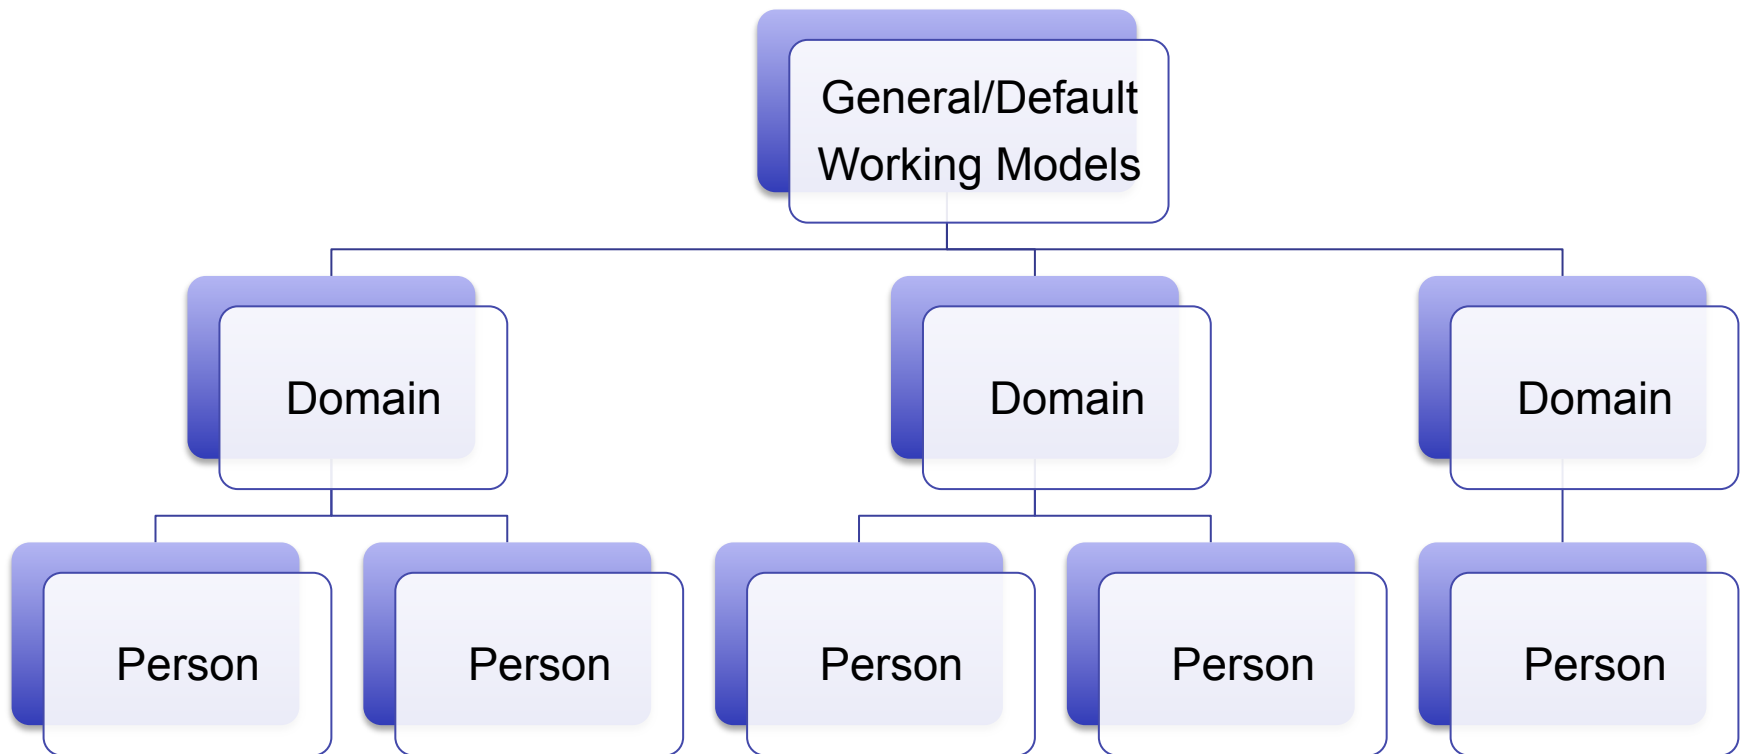 General/Default
Working Models
Domain
Domain
Domain
Person
Person
Person
Person
Person